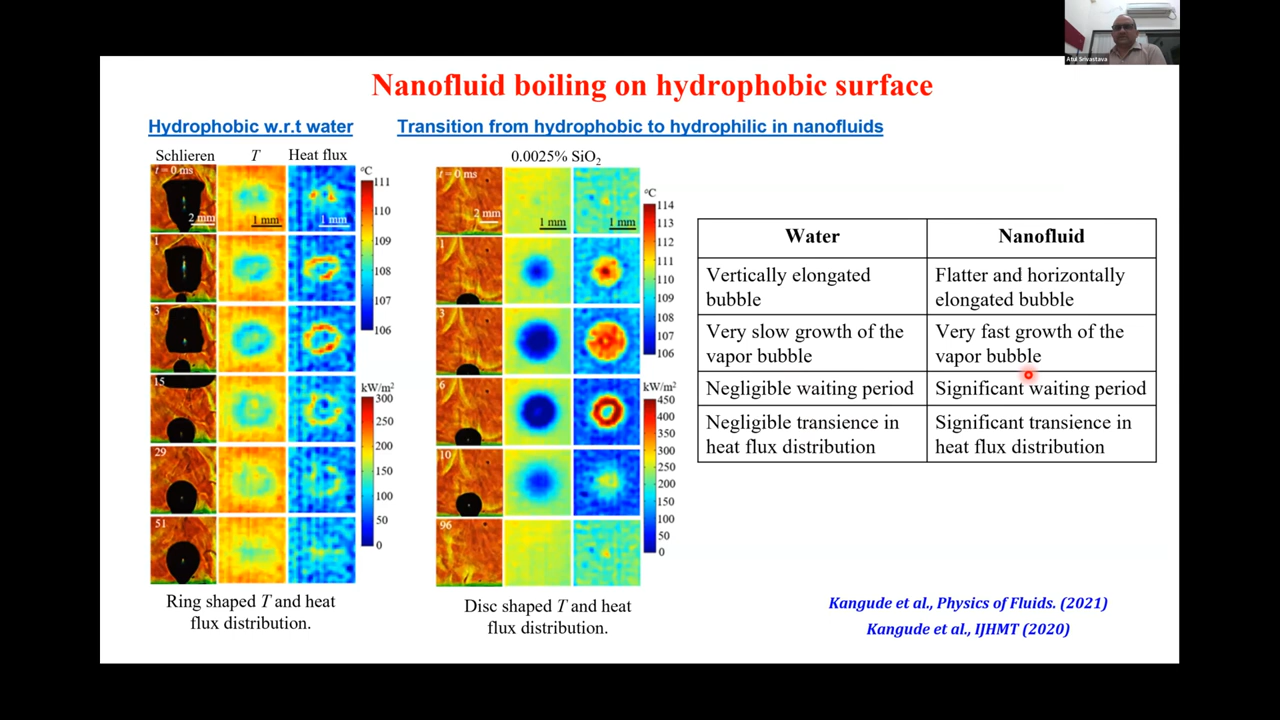 Atul Srivastava
Nanofluid boiling on hydrophobic surface
Hydrophobic w.r.t water
Transition from hydrophobic to hydrophilic in nanofluids
Schlieren T Heat flux
t = 0 ms
2 mm
1 mm
1 mm
1
3
15
29
51
°C
111
110
109
108
107
106
kW/m²
300
250
200
150
100
50
0
Ring shaped T and heat
flux distribution.
0.0025% SiO₂
t=0 ms
2 mm
1 mm
1 mm
1
3
6
10
96
°C
114
113
112
111
110
109
108
107
106
kW/m²
450
400
350
300
250
200
150
100
50
0
Disc shaped T and heat
flux distribution.
Water Nanofluid
Vertically elongated
bubble
Flatter and horizontally
elongated bubble
Very slow growth of the
vapor bubble
Very fast growth of the
vapor bubble
Negligible waiting period
Significant waiting period
Negligible transience in
heat flux distribution
Significant transience in
heat flux distribution
Kangude et al., Physics of Fluids. (2021)
Kangude et al., IJHMT (2020)